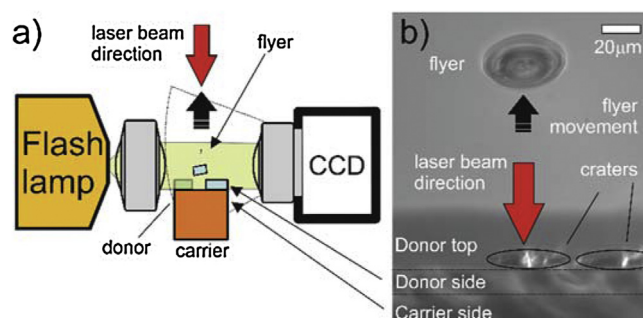 a)
laser beam
direction
flyer
Flash
lamp
CCD
donor
carrier
b)
20μm
flyer
flyer
movement
laser beam
direction
craters
Donor top
Donor side
Carrier side